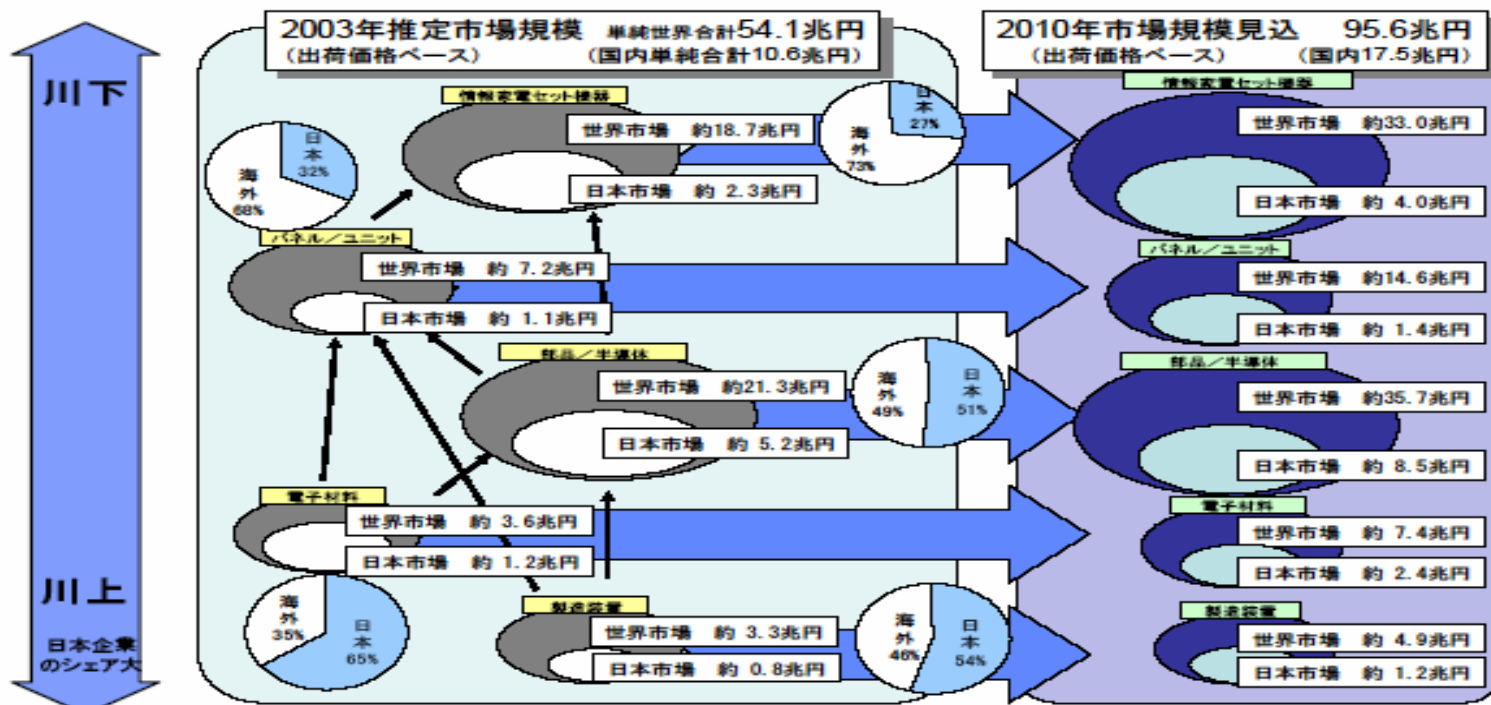 2003年推定市場規模 単純世界合計54.1兆円
(出荷価格ベース) (国内単純合計10.6兆円)
2010年市場規模見込 95.6兆円
(出荷価格ベース) (国内17.5兆円)
川下
川上
日本企業
のシェア大
情報家電セット機器
世界市場 約18.7兆円
日本市場 約 2.3兆円
日本
27%
海外
73%
日本
32%
海外
68%
パネル/ユニット
世界市場 約 7.2兆円
日本市場 約 1.1兆円
部品/半導体
世界市場 約21.3兆円
日本市場 約 5.2兆円
海外
49%
日本
51%
電子材料
世界市場 約 3.6兆円
日本市場 約 1.2兆円
海外
35%
日本
65%
製造装置
世界市場 約 3.3兆円
日本市場 約 0.8兆円
海外
46%
日本
54%
情報家電セット機器
世界市場 約33.0兆円
日本市場 約 4.0兆円
パネル/ユニット
世界市場 約14.6兆円
日本市場 約 1.4兆円
部品/半導体
世界市場 約35.7兆円
日本市場 約 8.5兆円
電子材料
世界市場 約 7.4兆円
日本市場 約 2.4兆円
製造装置
世界市場 約 4.9兆円
日本市場 約 1.2兆円